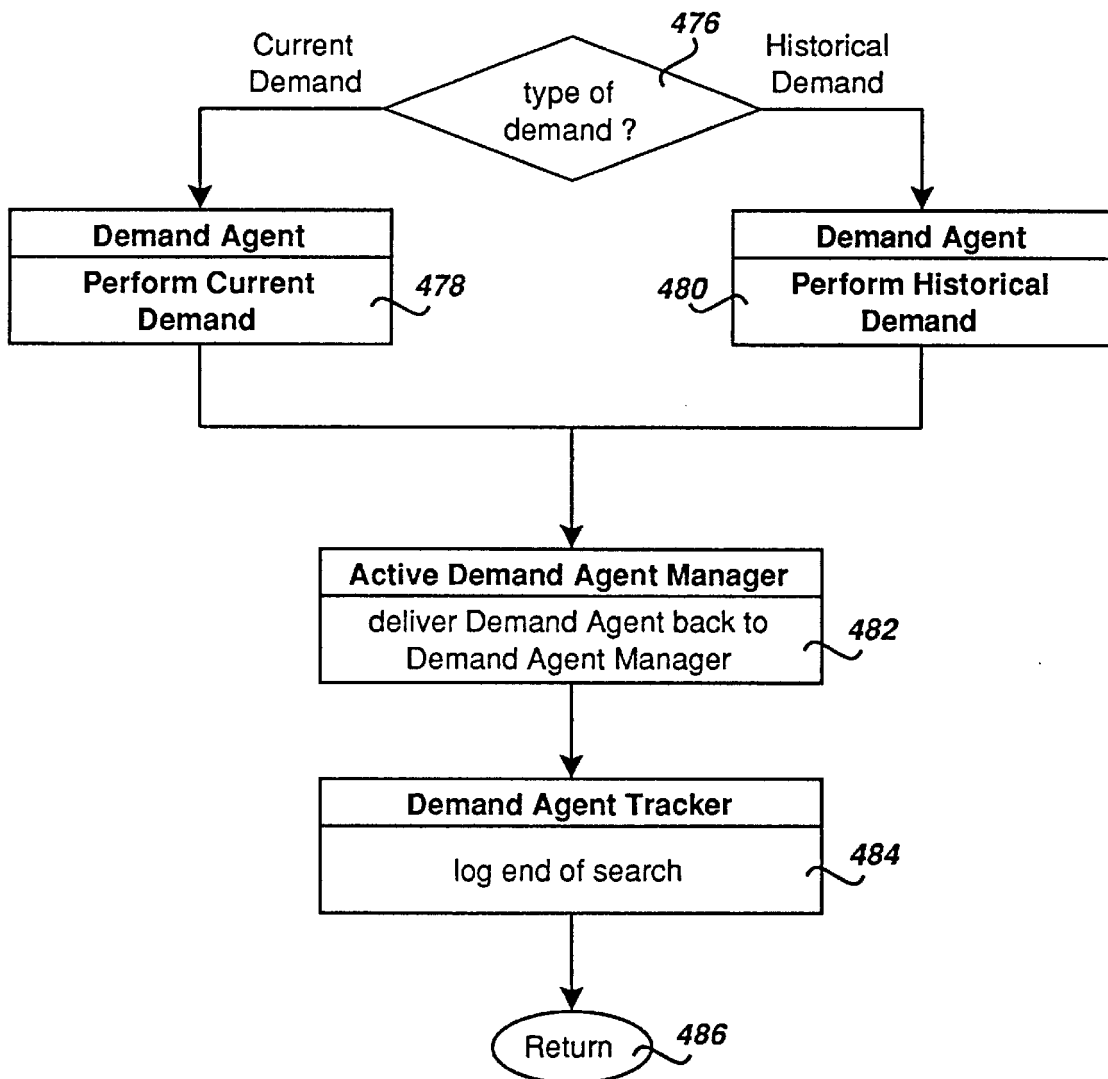 476
Current
Demand
type of
demand ?
Historical
Demand
Demand Agent
Perform Current
Demand
478
Demand Agent
480
Perform Historical
Demand
Active Demand Agent Manager
deliver Demand Agent back to
Demand Agent Manager
482
Demand Agent Tracker
log end of search
484
Return
486